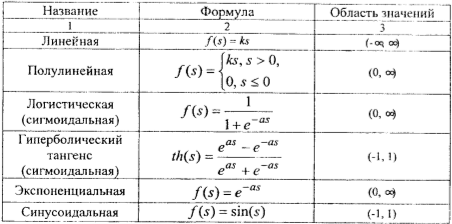 Название Формула Область значений
1 2 3
Линейная f(s) = ks (-∞, ∞)
Полулинейная f(s) = { ks, s > 0, 0, s ≤ 0 (0, ∞)
Логистическая (сигмоидальная) f(s) = 1 / (1 + e^{-as}) (0, ∞)
Гиперболический тангенс (сигмоидальная) th(s) = (e^{as} - e^{-as}) / (e^{as} + e^{-as}) (-1, 1)
Экспоненциальная f(s) = e^{-as} (0, ∞)
Синусоидальная f(s) = sin(s) (-1, 1)